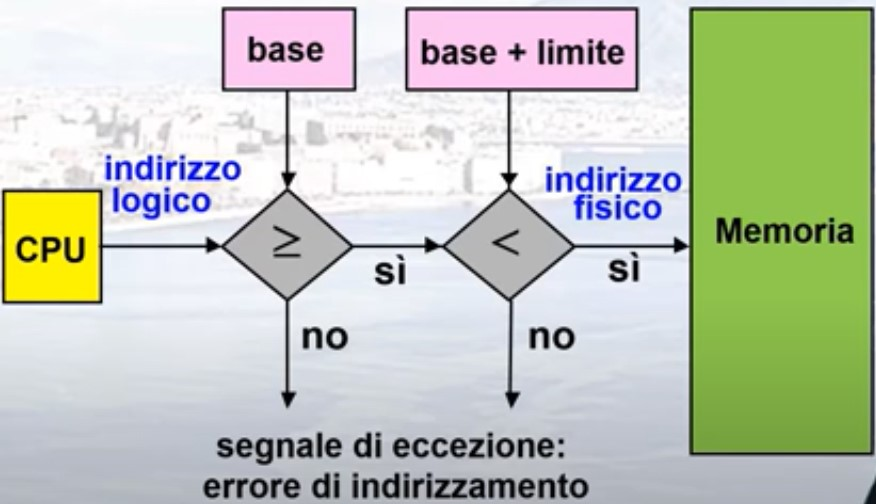 base
base + limite
indirizzo
logico
indirizzo
fisico
CPU
≥
<
Memoria
sì
sì
no
no
segnale di eccezione:
errore di indirizzamento